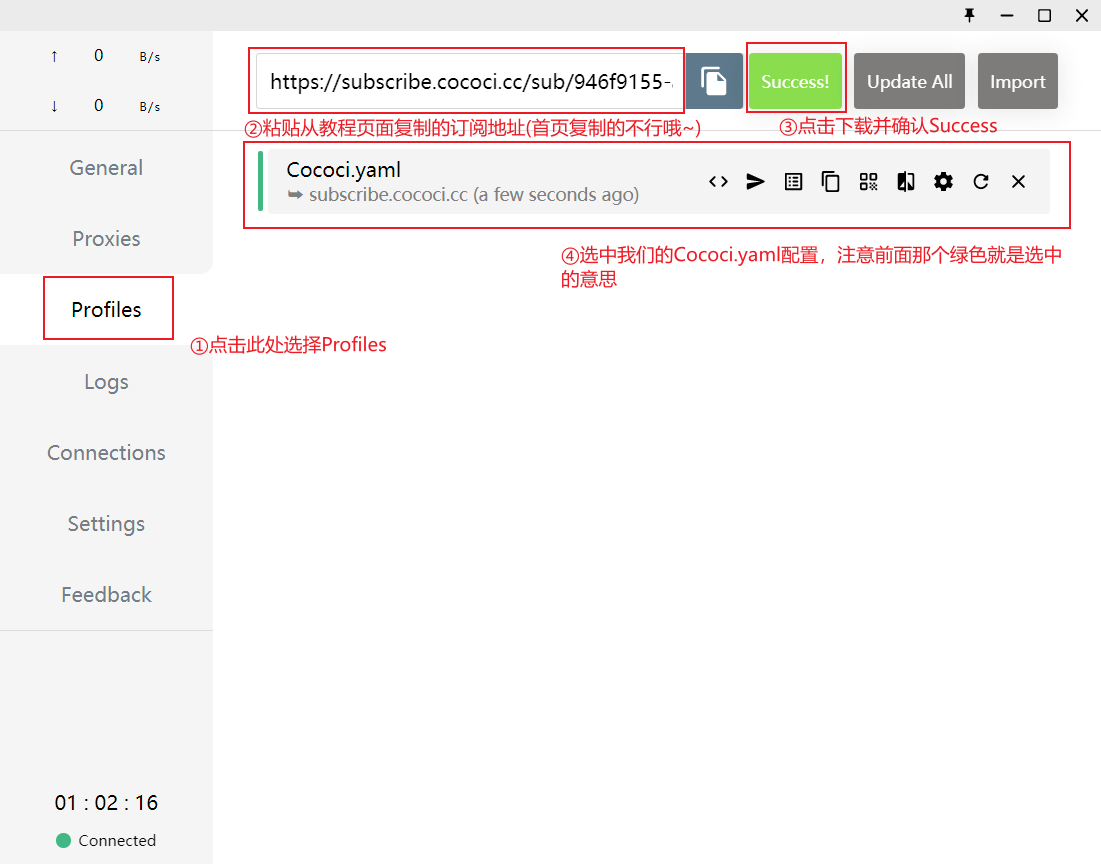 ↑ 0 B/s
↓ 0 B/s
https://subscribe.cococi.cc/sub/946f9155-
Success!
Update All
Import
②粘贴从教程页面复制的订阅地址(首页复制的不行哦~)
③点击下载并确认Success
General
Cococi.yaml
subscribe.cococi.cc (a few seconds ago)
Proxies
④选中我们的Cococi.yaml配置，注意前面那个绿色就是选中
的意思
Profiles
①点击此处选择Profiles
Logs
Connections
Settings
Feedback
01 : 02 : 16
Connected